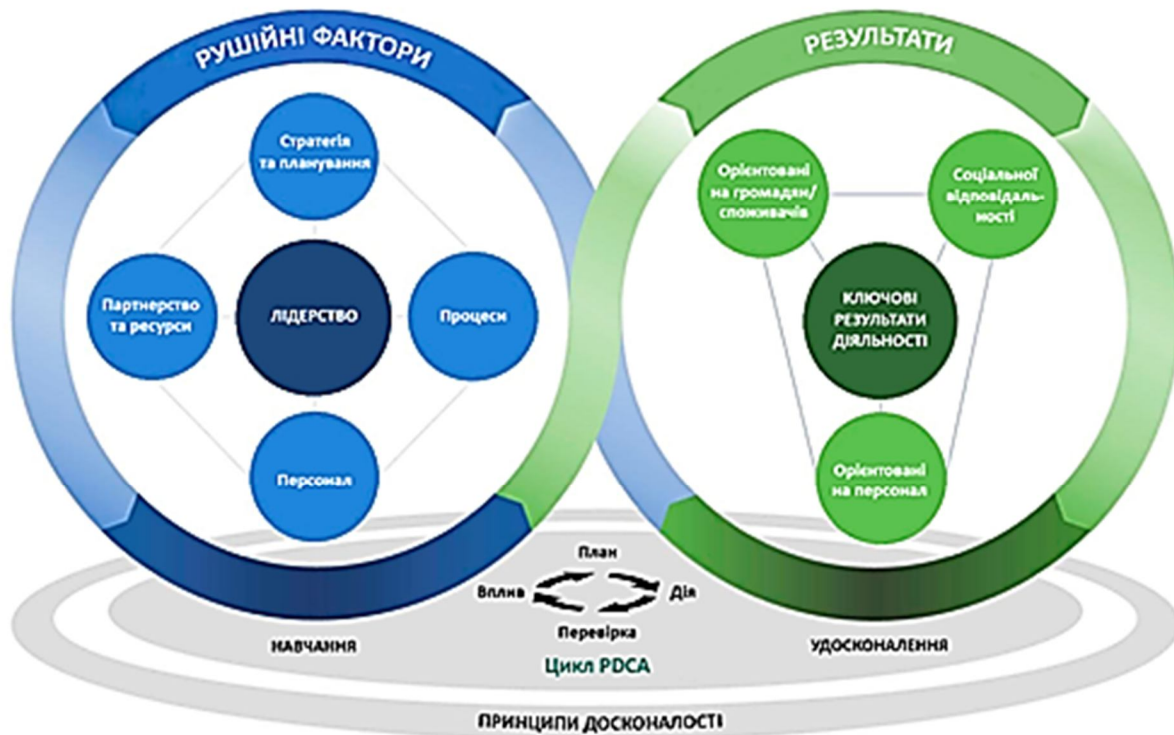 РУШІЙНІ ФАКТОРИ
Стратегія
та планування
Партнерство
та ресурси
ЛІДЕРСТВО
Процеси
Персонал
НАВЧАННЯ
РЕЗУЛЬТАТИ
Орієнтовані
на громадян/
споживачів
Соціальної
відповідаль-
ності
КЛЮЧОВІ
РЕЗУЛЬТАТИ
ДІЯЛЬНОСТІ
Орієнтовані
на персонал
УДОСКОНАЛЕННЯ
План
Вплив
Дія
Перевірка
Цикл PDCA
ПРИНЦИПИ ДОСКОНАЛОСТІ